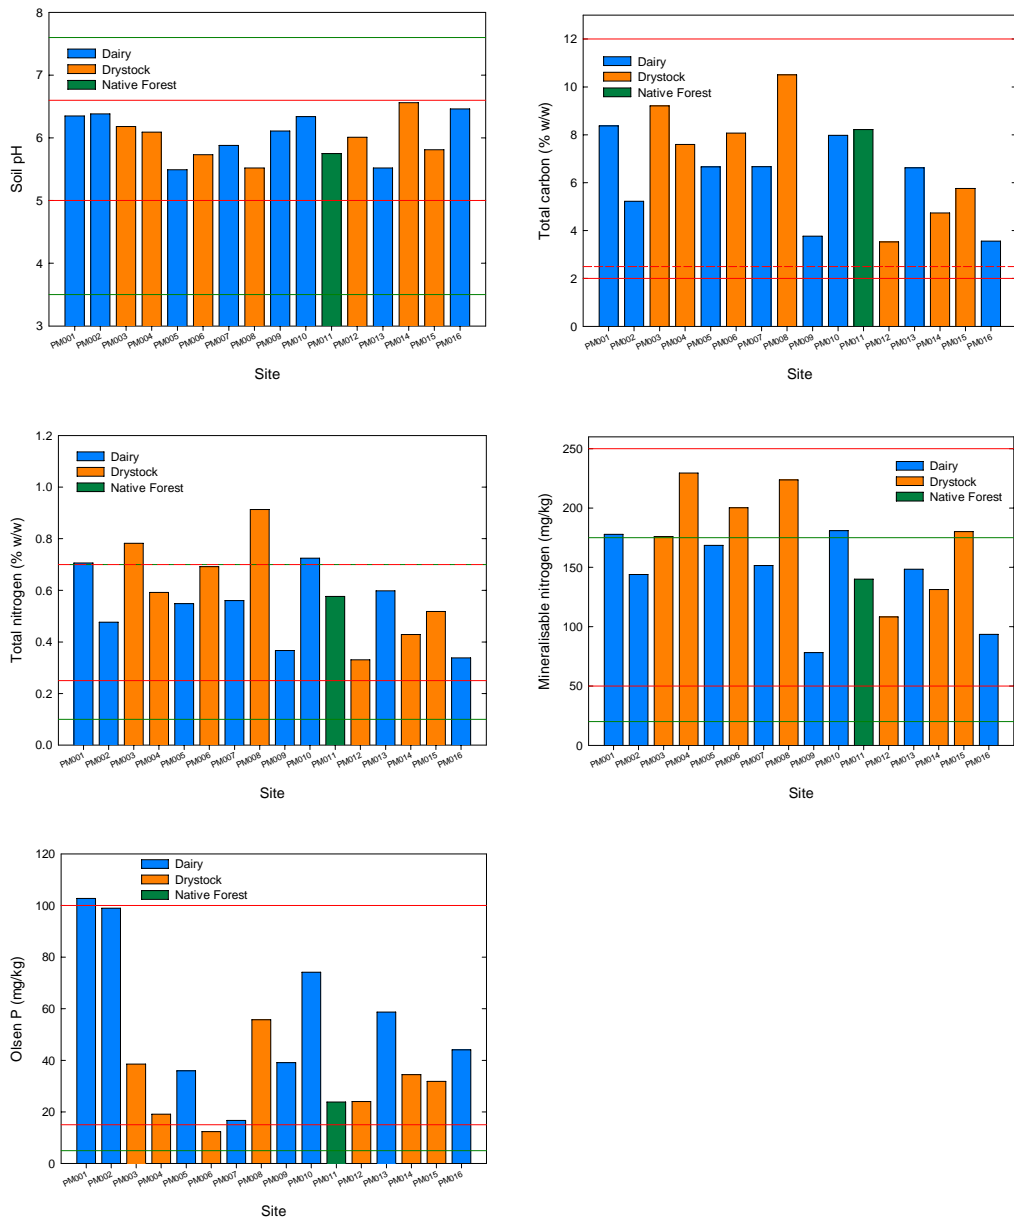 8
7
6
5
4
3
Soil pH
Dairy
Drystock
Native Forest
PM001
PM002
PM003
PM004
PM005
PM006
PM007
PM008
PM009
PM010
PM011
PM012
PM013
PM014
PM015
PM016
Site
12
10
8
6
4
2
0
Total carbon (% w/w)
Dairy
Drystock
Native Forest
PM001
PM002
PM003
PM004
PM005
PM006
PM007
PM008
PM009
PM010
PM011
PM012
PM013
PM014
PM015
PM016
Site
1.2
1.0
0.8
0.6
0.4
0.2
0.0
Total nitrogen (% w/w)
Dairy
Drystock
Native Forest
PM001
PM002
PM003
PM004
PM005
PM006
PM007
PM008
PM009
PM010
PM011
PM012
PM013
PM014
PM015
PM016
Site
250
200
150
100
50
0
Mineralisable nitrogen (mg/kg)
Dairy
Drystock
Native Forest
PM001
PM002
PM003
PM004
PM005
PM006
PM007
PM008
PM009
PM010
PM011
PM012
PM013
PM014
PM015
PM016
Site
120
100
80
60
40
20
0
Olsen P (mg/kg)
Dairy
Drystock
Native Forest
PM001
PM002
PM003
PM004
PM005
PM006
PM007
PM008
PM009
PM010
PM011
PM012
PM013
PM014
PM015
PM016
Site